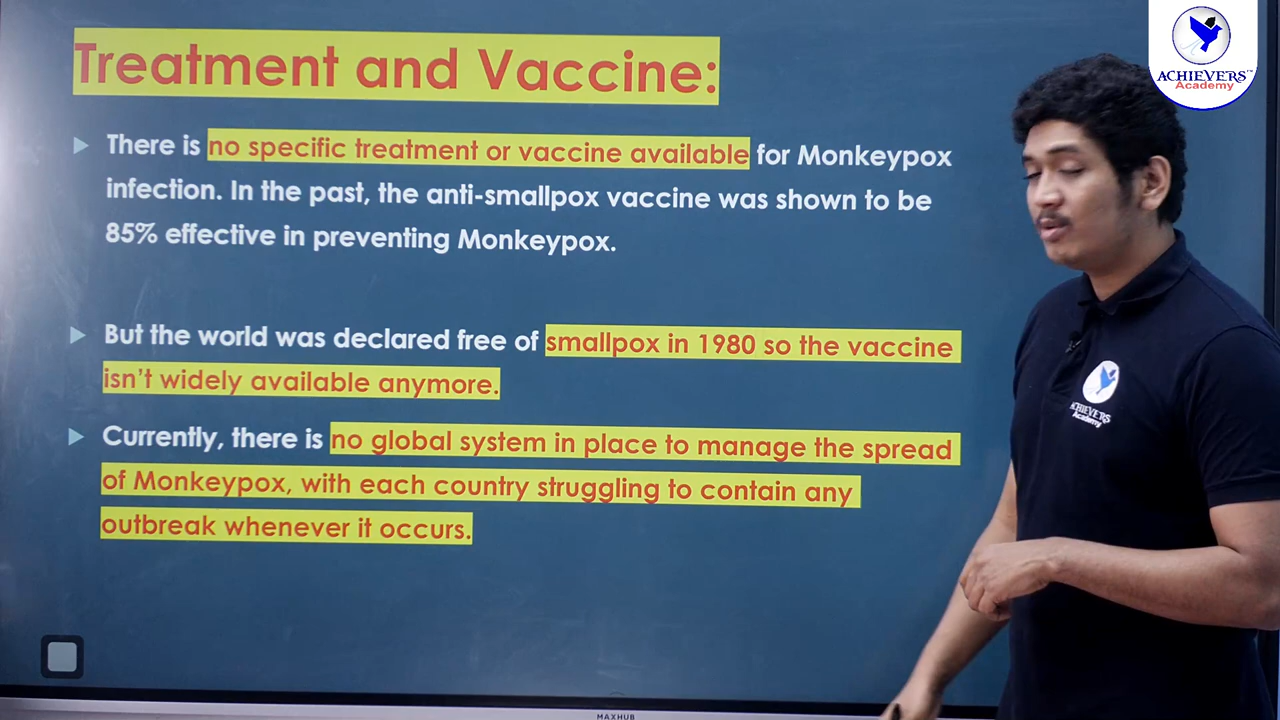 Treatment and Vaccine:
There is no specific treatment or vaccine available for Monkeypox
infection. In the past, the anti-smallpox vaccine was shown to be
85% effective in preventing Monkeypox.
But the world was declared free of smallpox in 1980 so the vaccine
isn't widely available anymore.
Currently, there is no global system in place to manage the spread
of Monkeypox, with each country struggling to contain any
outbreak whenever it occurs.
ACHIEVERS™
Academy
ACHIEVERS
Academy
MAXHUB